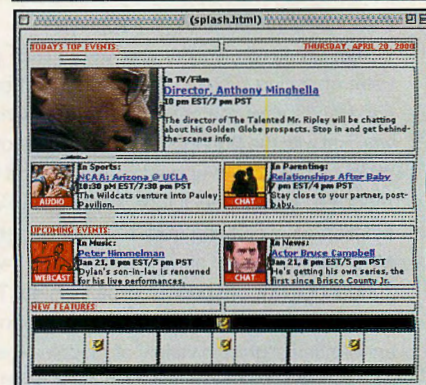 (splash.html)
TODAY'S TOP EVENTS: THURSDAY, APRIL 20, 2000
In TV/Film
Director, Anthony Minghella
10 pm EST/7 pm PST
The director of The Talented Mr. Ripley will be chatting
about his Golden Globe prospects. Stop in and get behind-
the-scenes info.
In Sports:
NCAA: Arizona @ UCLA
10:30 pM EST/7:30 pm PST
The Wildcats venture into Pauley
Pavilion.
AUDIO
In Parenting:
Relationships After Baby
7 pm EST/4 pm PST
Stay close to your partner, post-
baby.
CHAT
UPCOMING EVENTS:
In Music:
Peter Himmelman
Jan 21, 8 pm EST/5 pm PST
Dylan's son-in-law is renowned
for his live performances.
WEBCAST
In News:
Actor Bruce Campbell
Jan 21, 8 pm EST/5 pm PST
He's getting his own series, the
first since Brisco County Jr.
CHAT
NEW FEATURES: